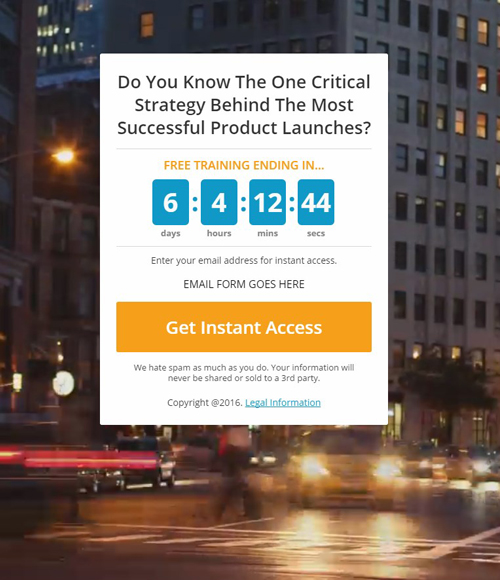 Do You Know The One Critical
Strategy Behind The Most
Successful Product Launches?
FREE TRAINING ENDING IN...
6 : 4 : 12 : 44
days hours mins secs
Enter your email address for instant access.
EMAIL FORM GOES HERE
Get Instant Access
We hate spam as much as you do. Your information will
never be shared or sold to a 3rd party.
Copyright @2016. Legal Information